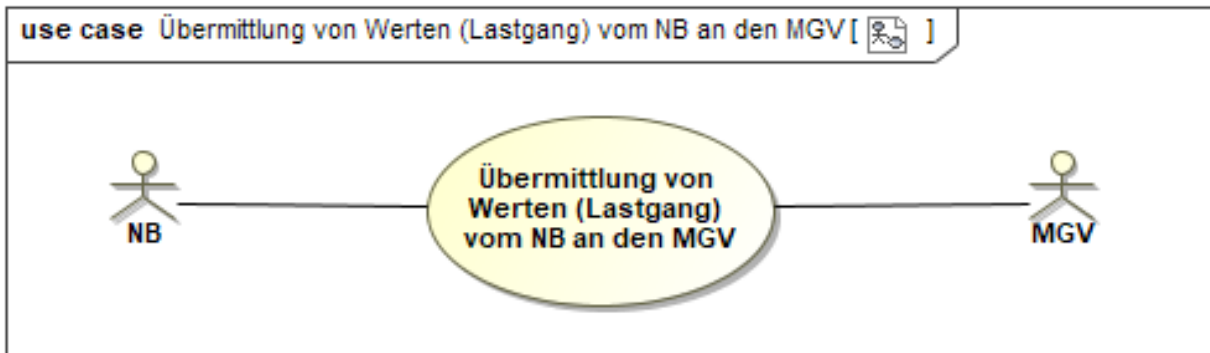 use case Übermittlung von Werten (Lastgang) vom NB an den MGV [ ]
Übermittlung von
Werten (Lastgang)
vom NB an den MGV
NB
MGV